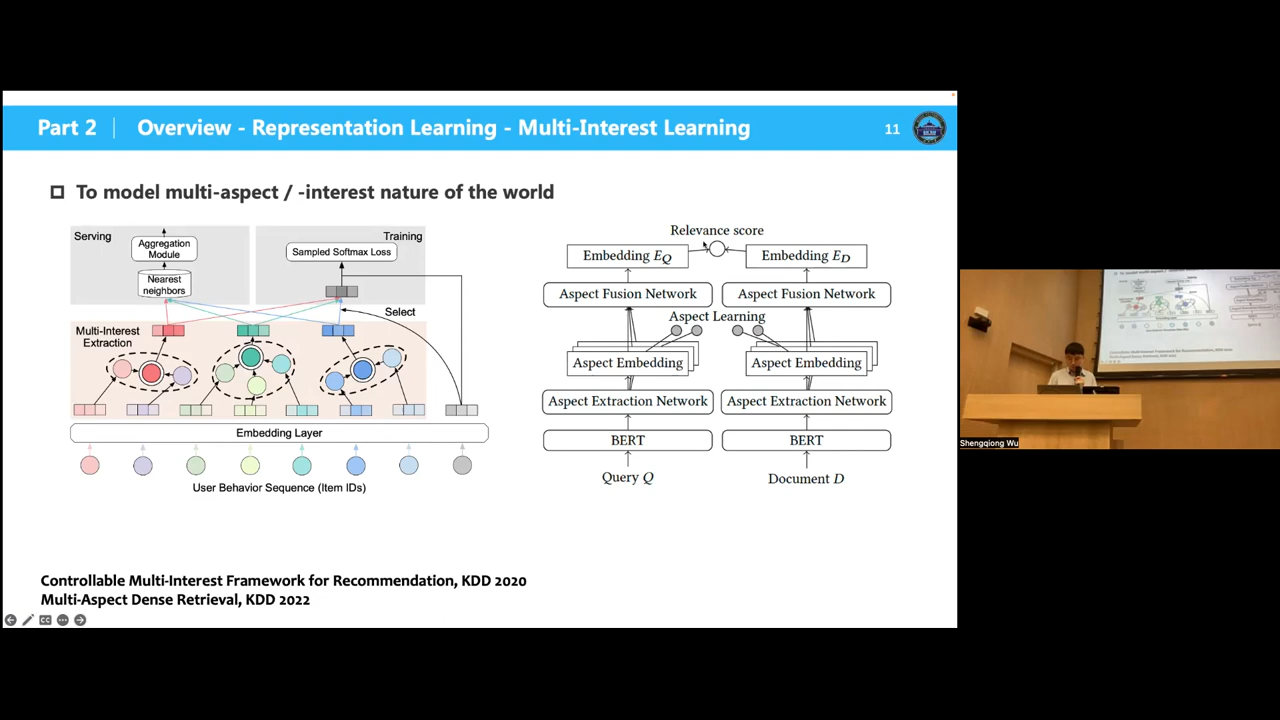 Part 2 | Overview - Representation Learning - Multi-Interest Learning
11
To model multi-aspect / -interest nature of the world
Serving
Aggregation
Module
Nearest
neighbors
Training
Sampled Softmax Loss
Select
Multi-Interest
Extraction
Embedding Layer
User Behavior Sequence (Item IDs)
Relevance score
Embedding E_Q
Embedding E_D
Aspect Fusion Network
Aspect Fusion Network
Aspect Learning
Aspect Embedding
Aspect Embedding
Aspect Extraction Network
Aspect Extraction Network
BERT
BERT
Query Q
Document D
Controllable Multi-Interest Framework for Recommendation, KDD 2020
Multi-Aspect Dense Retrieval, KDD 2022
CC
Shengqiong Wu